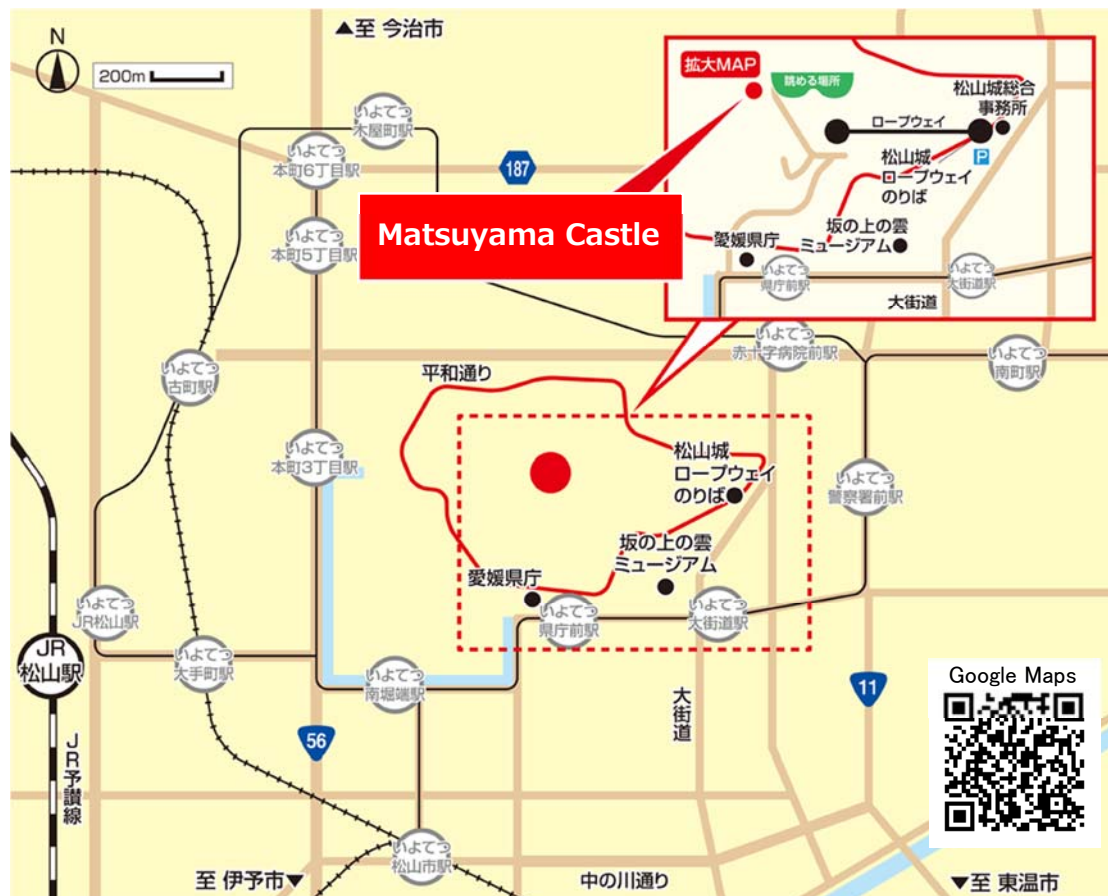 ▲至 今治市
N
200m
拡大MAP
眺める場所
松山城総合
事務所
ロープウェイ
松山城
ロープウェイ
のりば
P
坂の上の雲
ミュージアム
愛媛県庁
いよてつ
県庁前駅
いよてつ
大街道駅
大街道
いよてつ
木屋町駅
いよてつ
本町6丁目駅
187
Matsuyama Castle
いよてつ
本町5丁目駅
いよてつ
赤十字病院前駅
いよてつ
南町駅
いよてつ
古町駅
平和通り
いよてつ
本町3丁目駅
松山城
ロープウェイ
のりば
いよてつ
警察署前駅
坂の上の雲
ミュージアム
愛媛県庁
いよてつ
県庁前駅
いよてつ
大街道駅
いよてつ
JR松山駅
JR
松山駅
いよてつ
大手町駅
いよてつ
南堀端駅
大街道
11
Google Maps
56
JR予讃線
いよてつ
松山市駅
至 伊予市▼
中の川通り
▼至 東温市